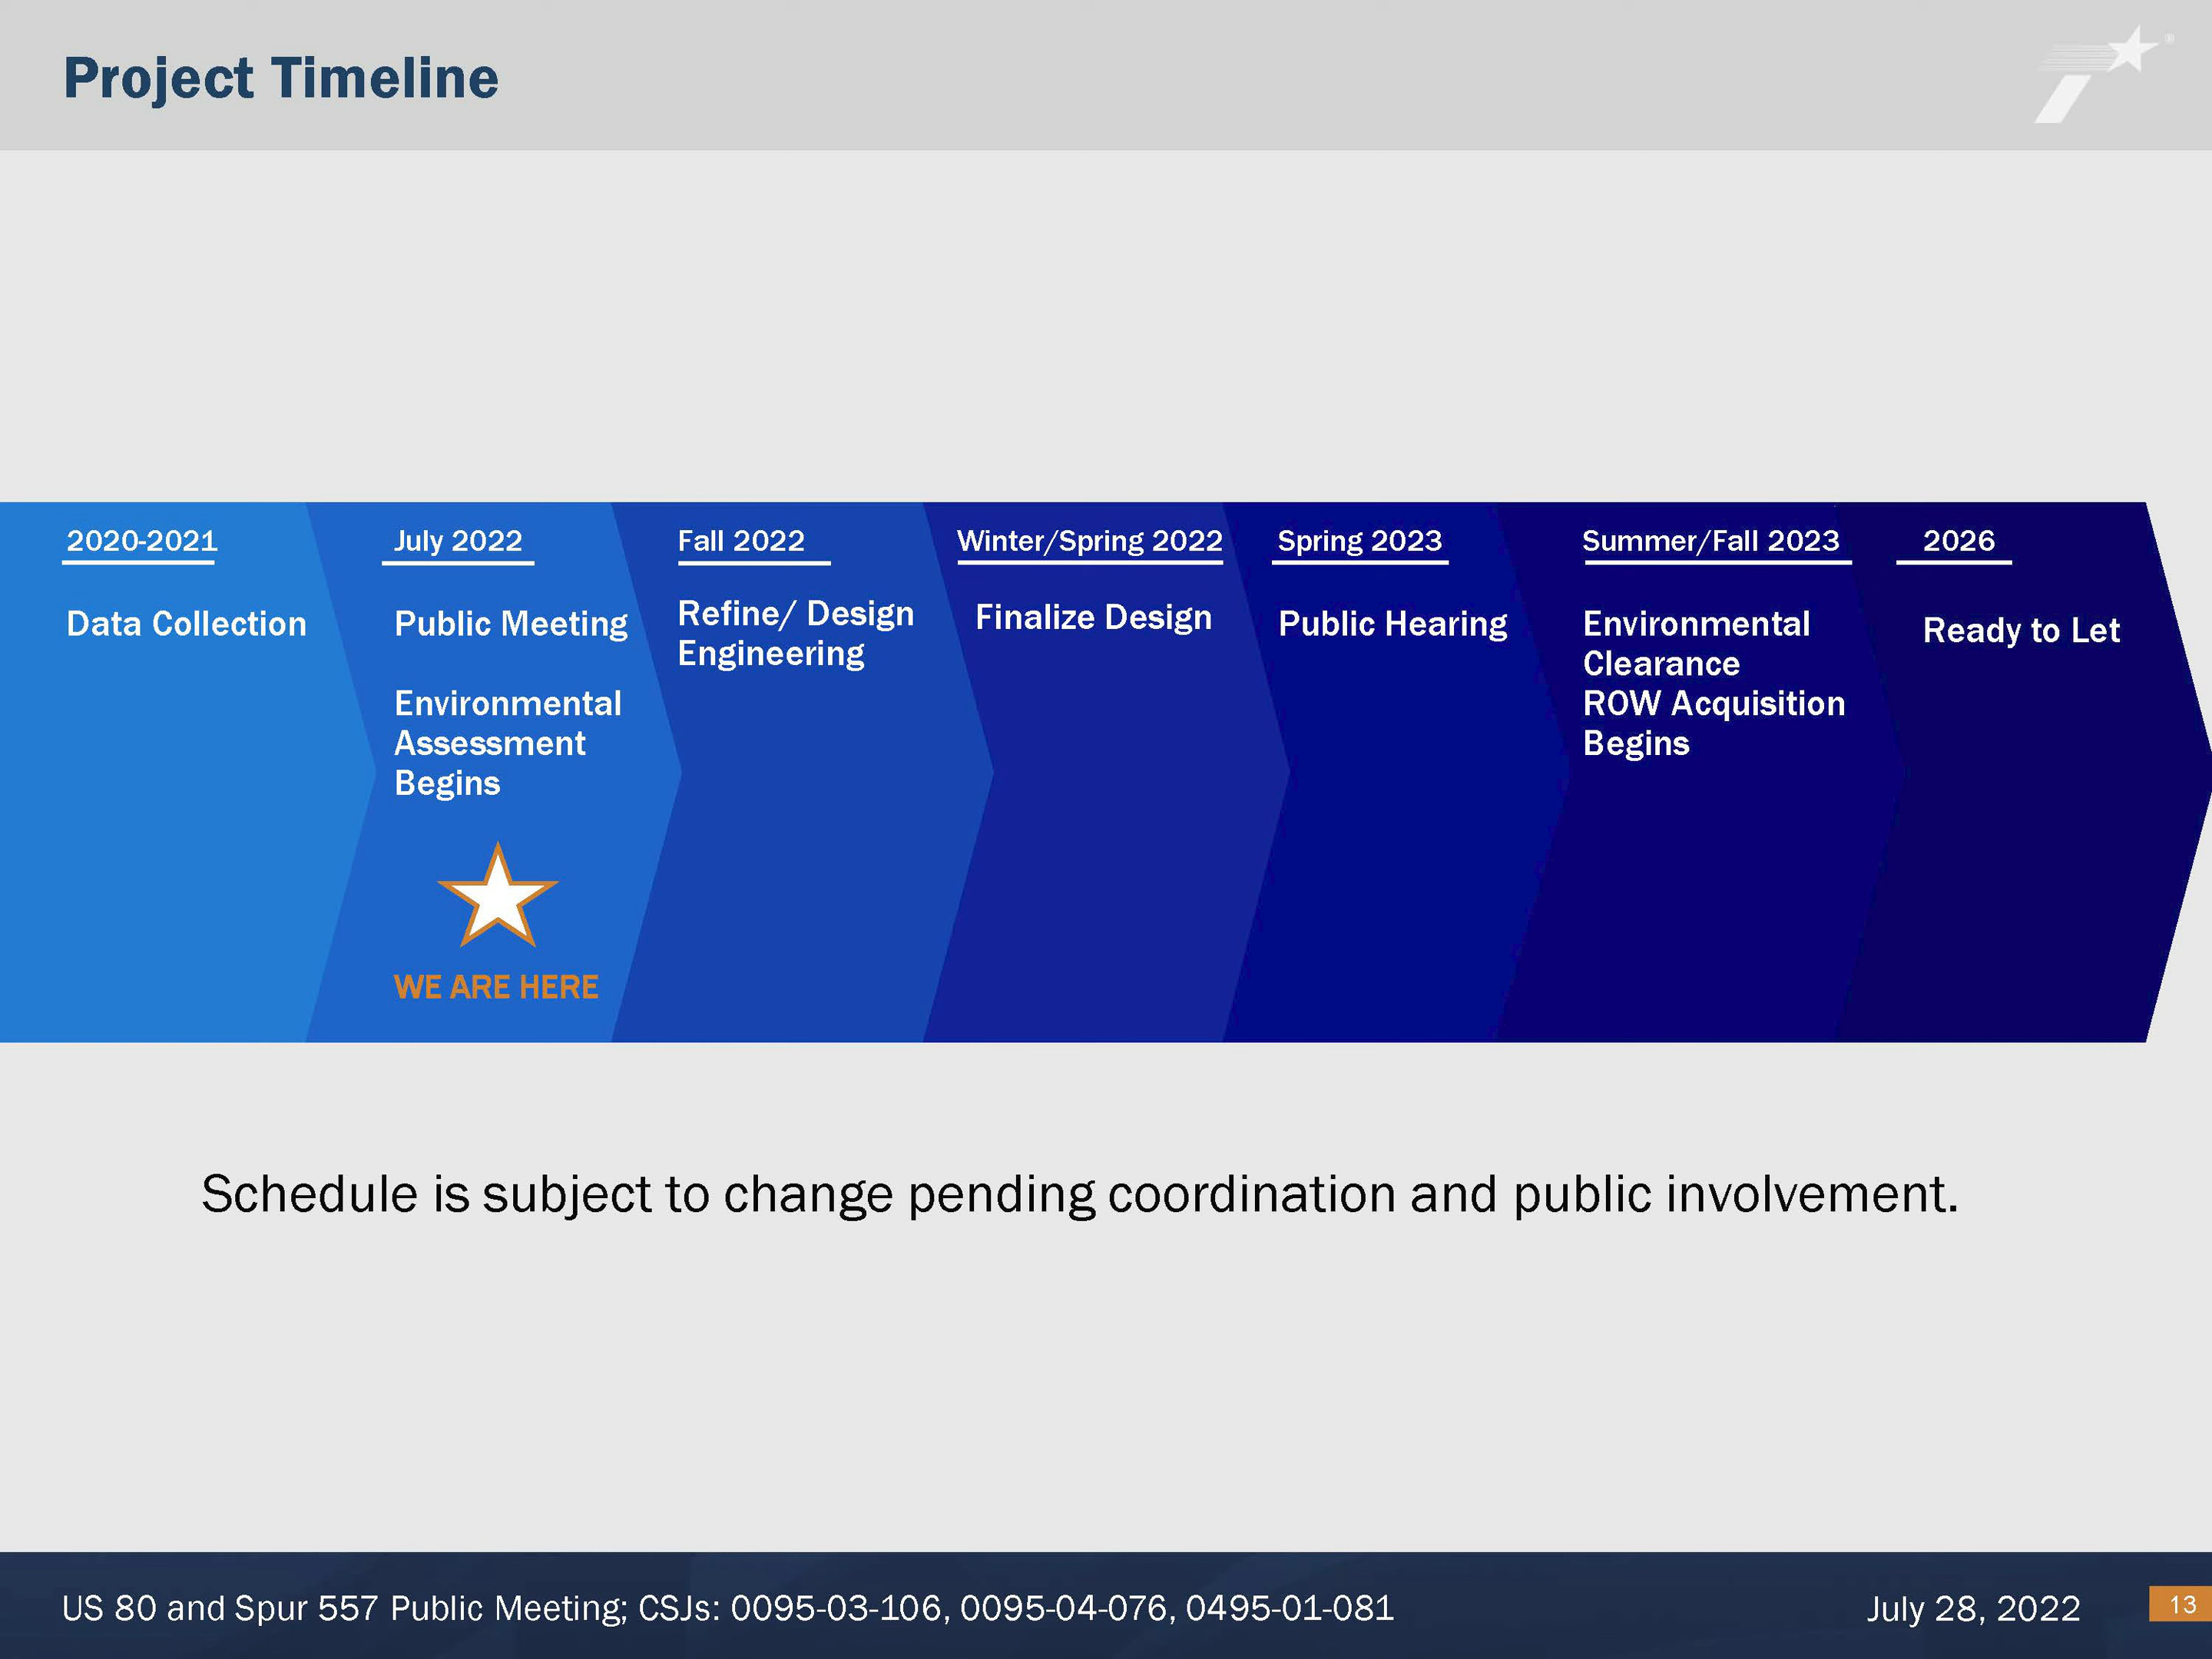 Project Timeline
2020-2021
Data Collection
July 2022
Public Meeting
Environmental
Assessment
Begins
WE ARE HERE
Fall 2022
Refine/ Design
Engineering
Winter/Spring 2022
Finalize Design
Spring 2023
Public Hearing
Summer/Fall 2023
Environmental
Clearance
ROW Acquisition
Begins
2026
Ready to Let
Schedule is subject to change pending coordination and public involvement.
US 80 and Spur 557 Public Meeting; CSJs: 0095-03-106, 0095-04-076, 0495-01-081
July 28, 2022
13